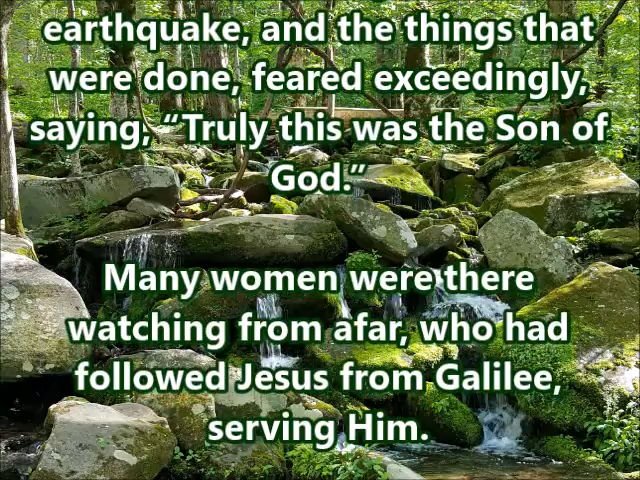 earthquake, and the things that
were done, feared exceedingly,
saying, “Truly this was the Son of
God.”
Many women were there
watching from afar, who had
followed Jesus from Galilee,
serving Him.